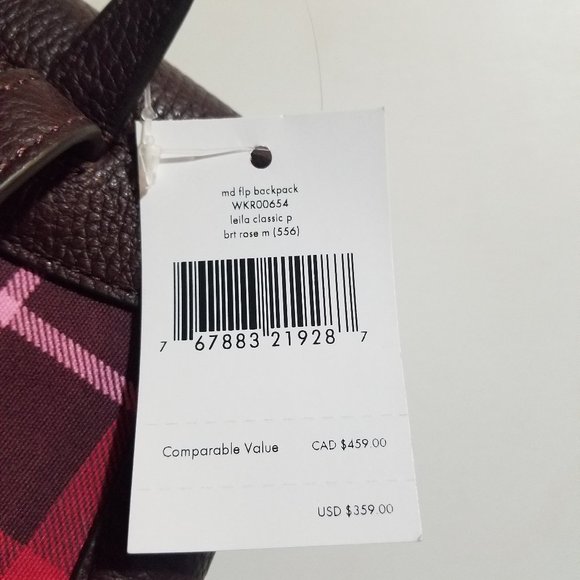 md flp backpack
WKR00654
leila classic p
brt rose m (556)
7 67883 21928 7
Comparable Value CAD $459.00
USD $359.00